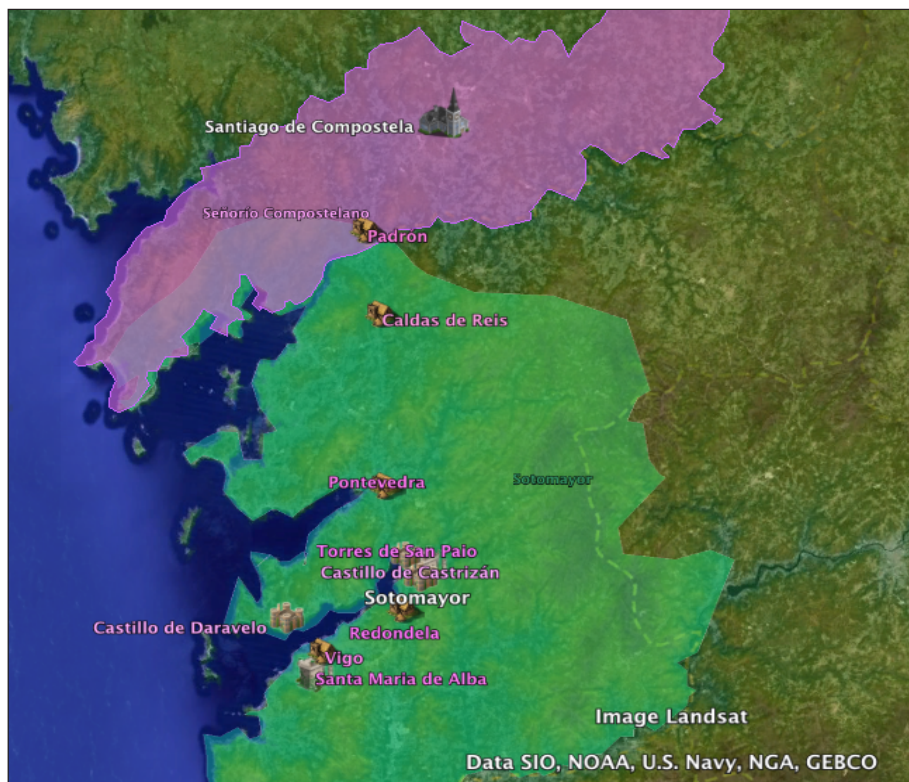 Santiago de Compostela
Señorío Compostelano
Padrón
Caldas de Reis
Pontevedra
Sotomayor
Torres de San Paio
Castillo de Castrizán
Sotomayor
Castillo de Daravelo
Redondela
Vigo
Santa Maria de Alba
Image Landsat
Data SIO, NOAA, U.S. Navy, NGA, GEBCO